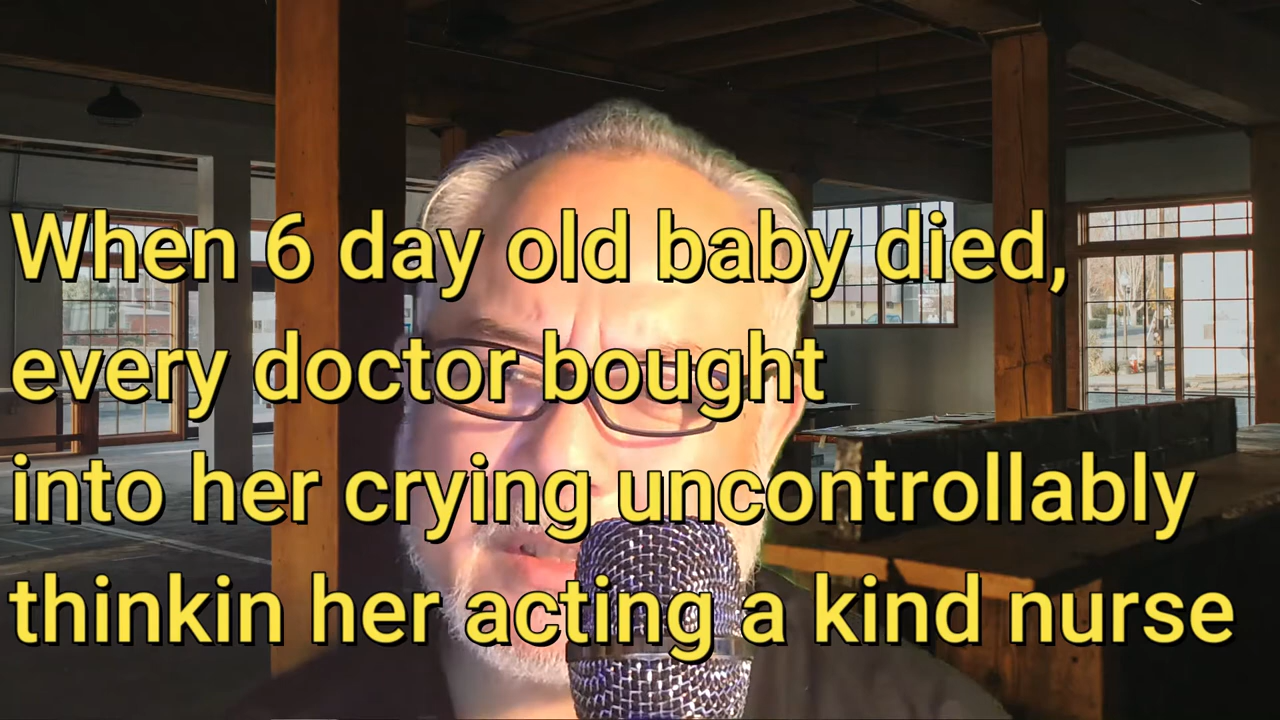 When 6 day old baby died,
every doctor bought
into her crying uncontrollably
thinkin her acting a kind nurse